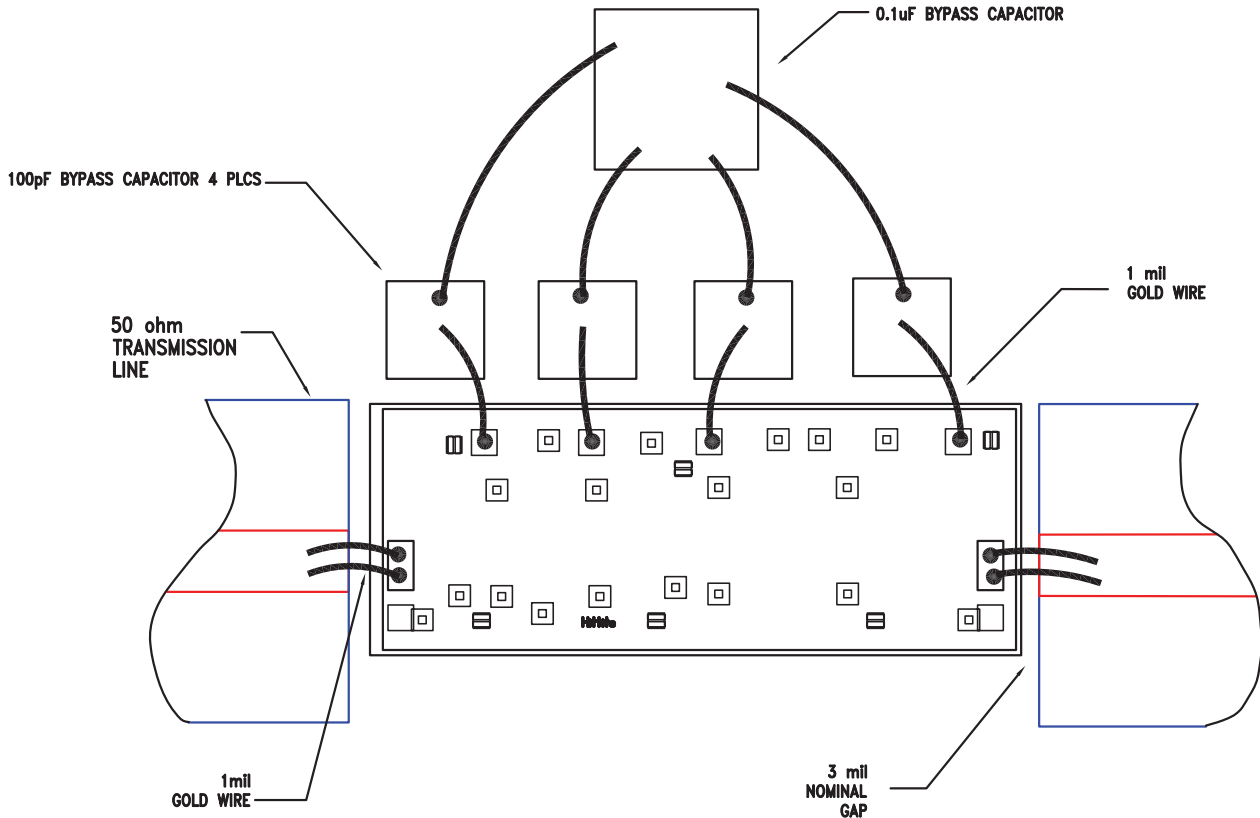 0.1uF BYPASS CAPACITOR
100pF BYPASS CAPACITOR 4 PLCS
1 mil
GOLD WIRE
50 ohm
TRANSMISSION
LINE
1mil
GOLD WIRE
3 mil
NOMINAL
GAP